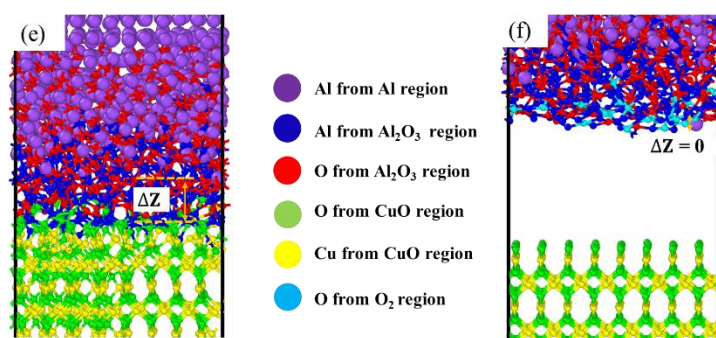 (e)
ΔZ
Al from Al region
Al from Al₂O₃ region
O from Al₂O₃ region
O from CuO region
Cu from CuO region
O from O₂ region
(f)
ΔZ = 0